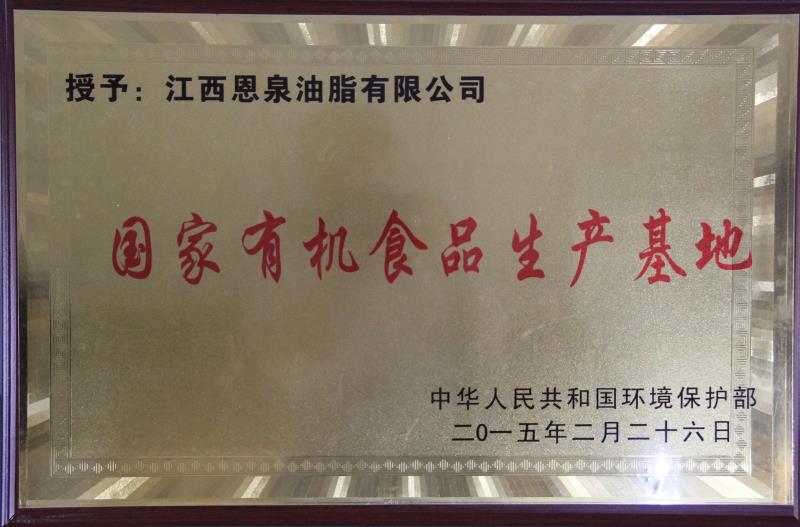 授予：江西恩泉油脂有限公司
国家有机食品生产基地
中华人民共和国环境保护部
二0一五年二月二十六日